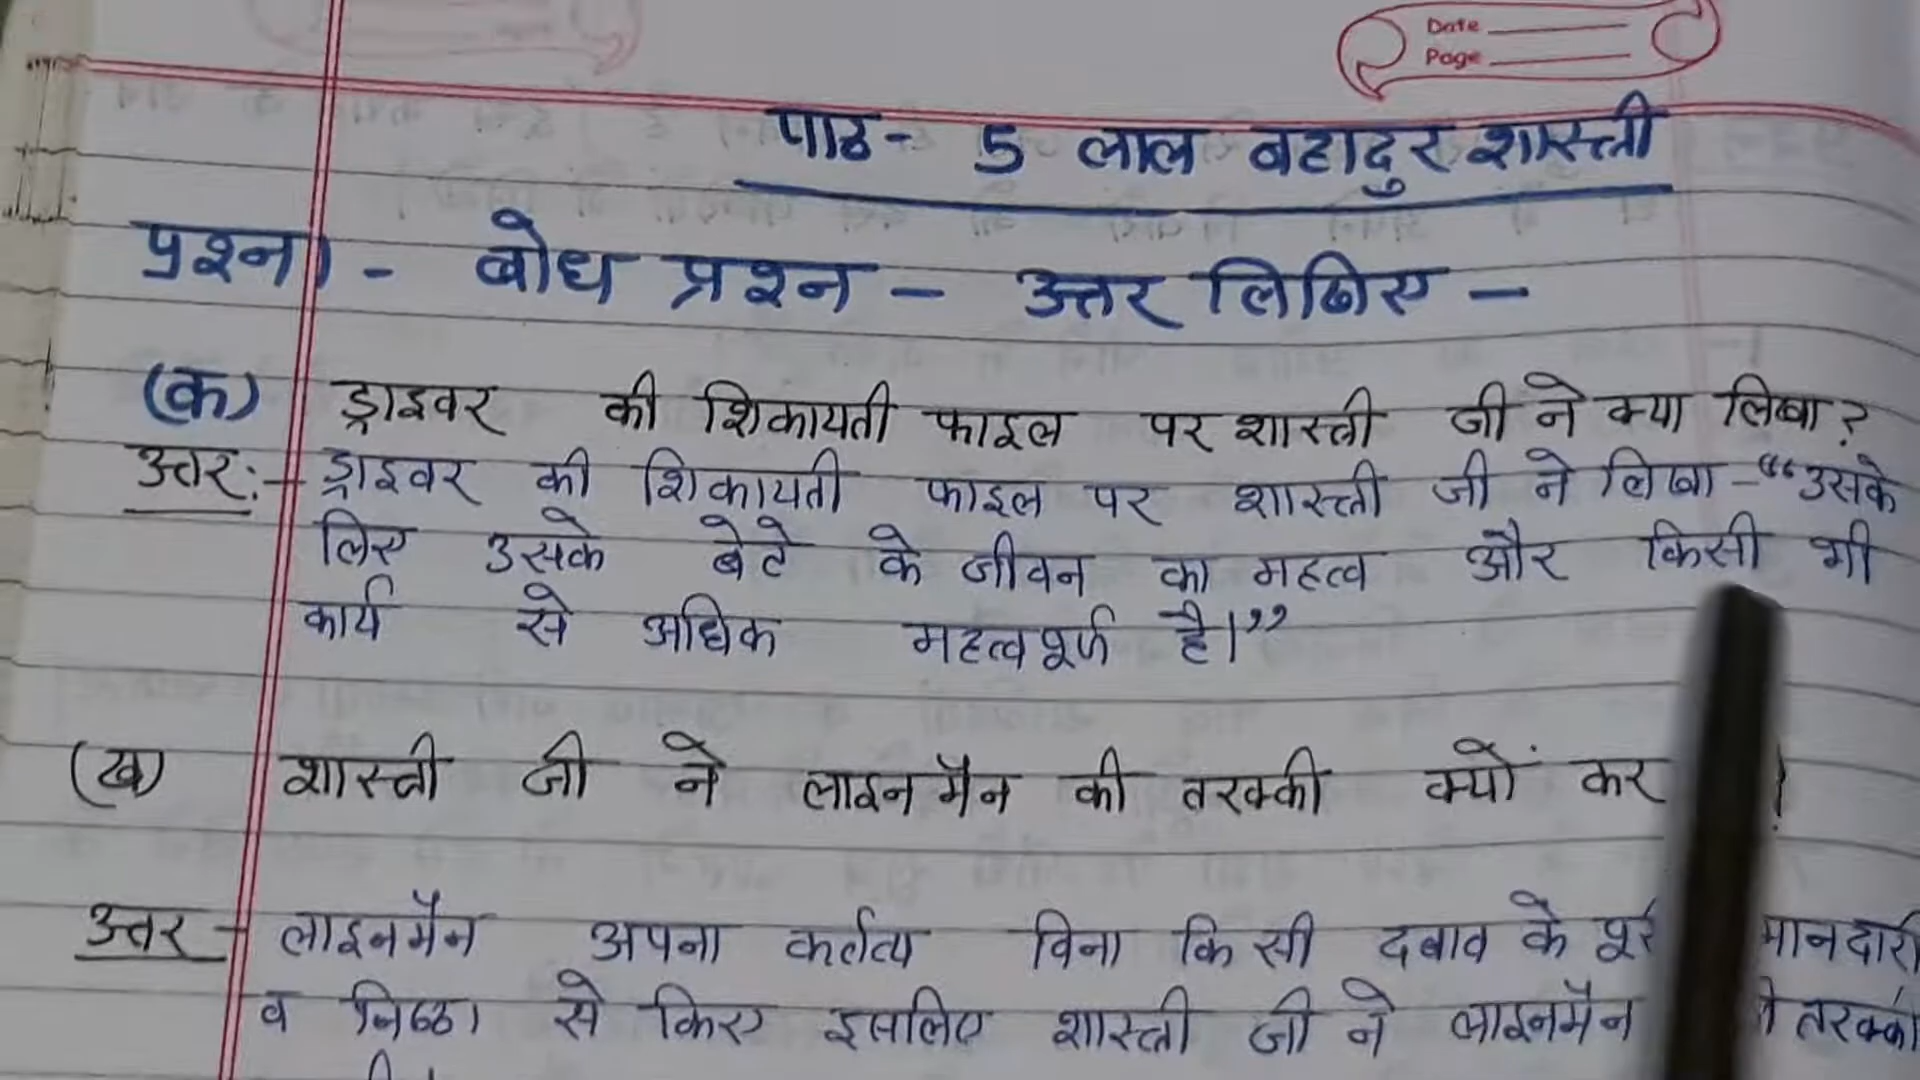 Date
Page
पाठ - 5 लाल बहादुर शास्त्री
प्रश्न1 - बोध प्रश्न - उत्तर लिखिए -
(क) ड्राइवर की शिकायती फाइल पर शास्त्री जी ने क्या लिखा?
उत्तर:- ड्राइवर की शिकायती फाइल पर शास्त्री जी ने लिखा - “उसके
लिए उसके बेटे के जीवन का महत्व और किसी भी
कार्य से अधिक महत्वपूर्ण है।”
(ख) शास्त्री जी ने लाइनमैन की तरक्की क्यों कर
उत्तर - लाइनमैन अपना कर्तव्य बिना किसी दबाव के
व निष्ठा से किए इसलिए शास्त्री जी ने लाइनमैन तरक्की